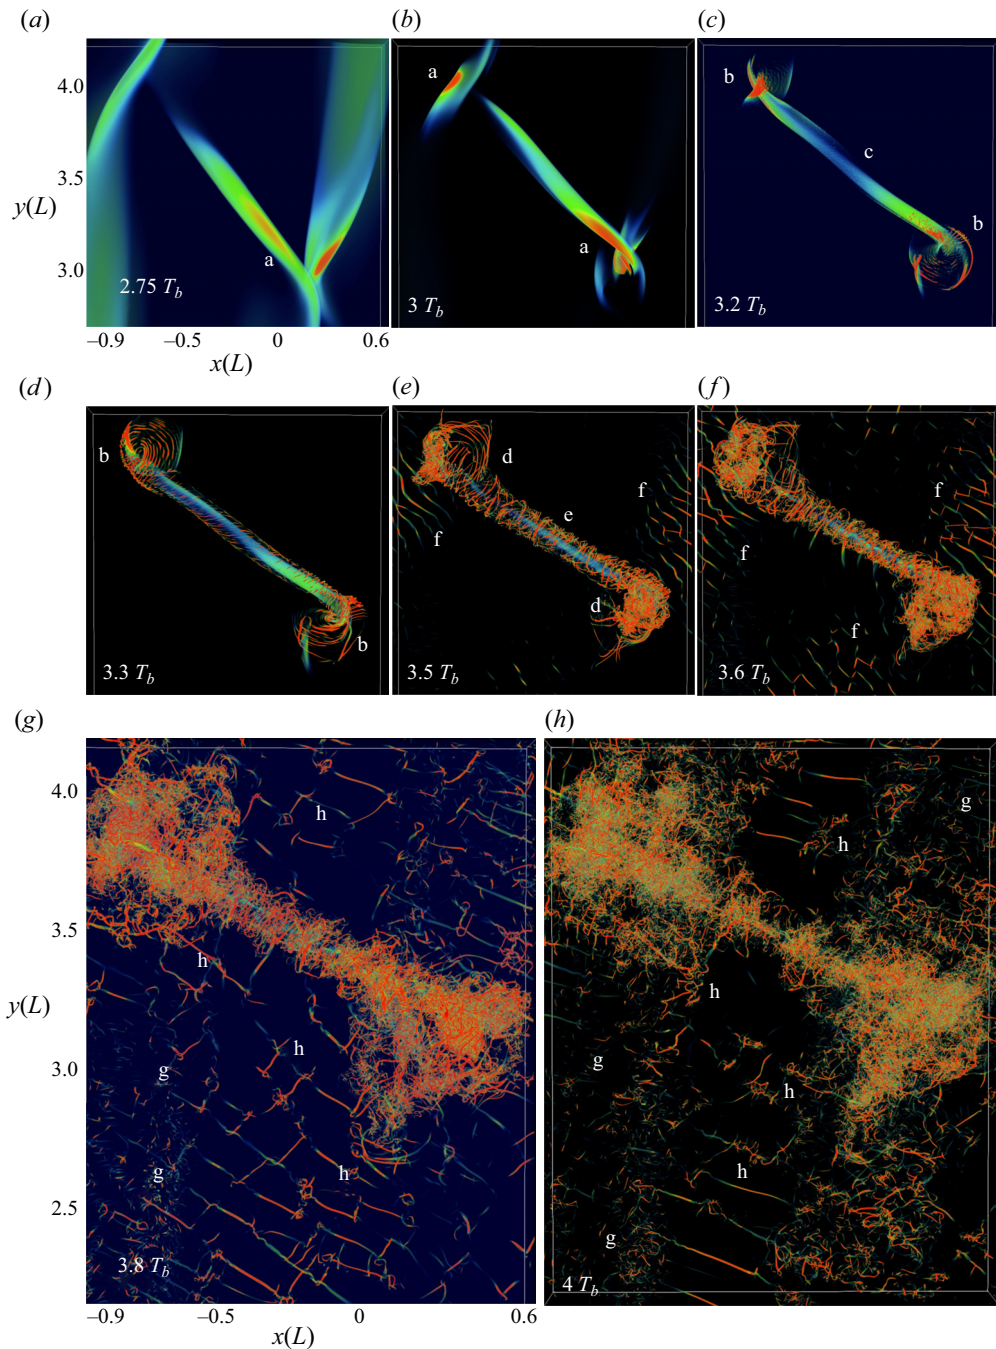 (a)
(b)
(c)
4.0
3.5
y(L)
3.0
a
2.75 T_b
–0.9
–0.5
0
0.6
x(L)
a
a
3 T_b
b
c
b
3.2 T_b
(d)
(e)
(f)
b
b
3.3 T_b
d
f
e
f
d
3.5 T_b
f
f
f
3.6 T_b
(g)
(h)
4.0
3.5
y(L)
3.0
2.5
h
h
h
g
h
g
3.8 T_b
–0.9
–0.5
0
0.6
x(L)
g
h
h
g
h
h
g
4 T_b